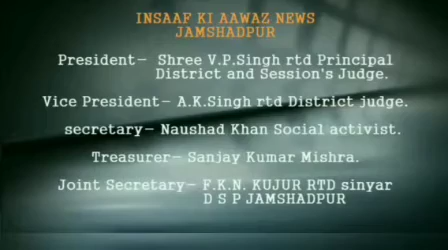 INSAAF KI AAWAZ NEWS
JAMSHADPUR
President- Shree V.P.Singh rtd Principal
District and Session's Judge.
Vice President- A.K.Singh rtd District judge.
secretary- Naushad Khan Social activist.
Treasurer- Sanjay Kumar Mishra.
Joint Secretary- F.K.N. KUJUR RTD sinyar
D S P JAMSHADPUR